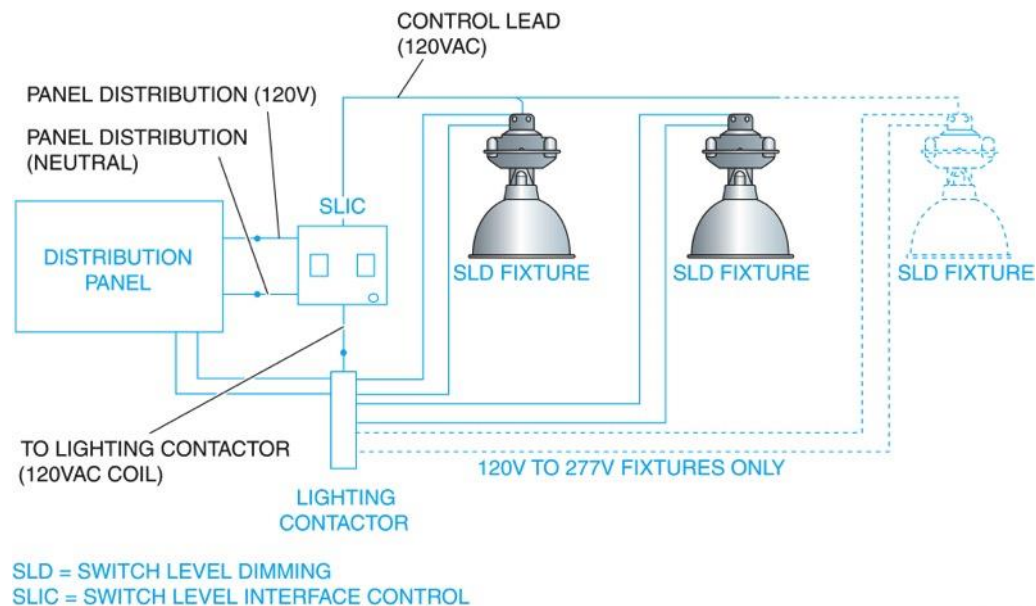 CONTROL LEAD
(120VAC)
PANEL DISTRIBUTION (120V)
PANEL DISTRIBUTION
(NEUTRAL)
SLIC
DISTRIBUTION
PANEL
SLD FIXTURE
SLD FIXTURE
SLD FIXTURE
TO LIGHTING CONTACTOR
(120VAC COIL)
120V TO 277V FIXTURES ONLY
LIGHTING
CONTACTOR
SLD = SWITCH LEVEL DIMMING
SLIC = SWITCH LEVEL INTERFACE CONTROL